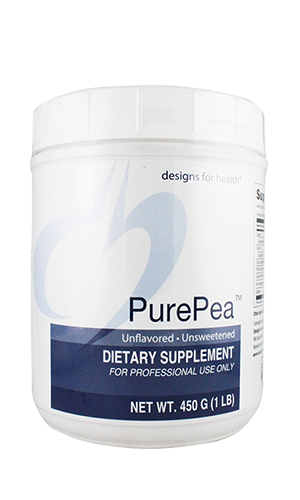 designs for health®
PurePea™
Unflavored • Unsweetened
DIETARY SUPPLEMENT
FOR PROFESSIONAL USE ONLY
NET WT. 450 G (1 LB)